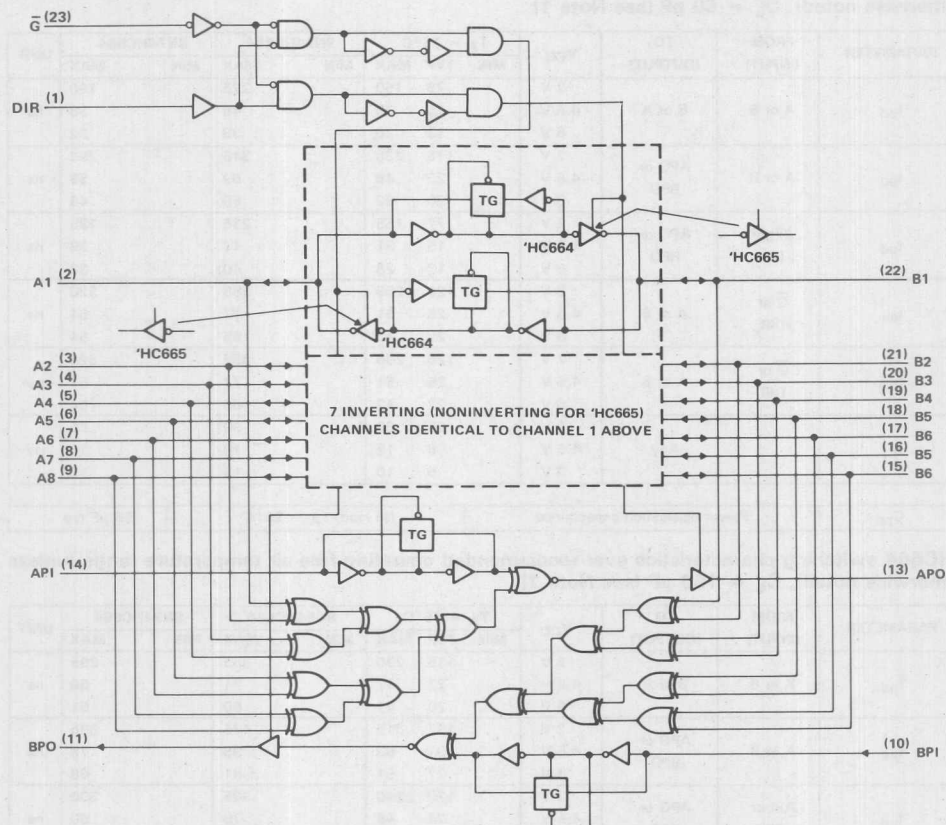 G̅ (23)
DIR (1)
TG
'HC664
'HC665
(2)
A1
TG
(22)
B1
'HC665
'HC664
(3)
A2
(4)
A3
(5)
A4
(6)
A5
(7)
A6
(8)
A7
(9)
A8
7 INVERTING (NONINVERTING FOR 'HC665)
CHANNELS IDENTICAL TO CHANNEL 1 ABOVE
(21)
B2
(20)
B3
(19)
B4
(18)
B5
(17)
B6
(16)
B5
(15)
B6
TG
API (14)
(13) APO
BPO (11)
(10) BPI
TG